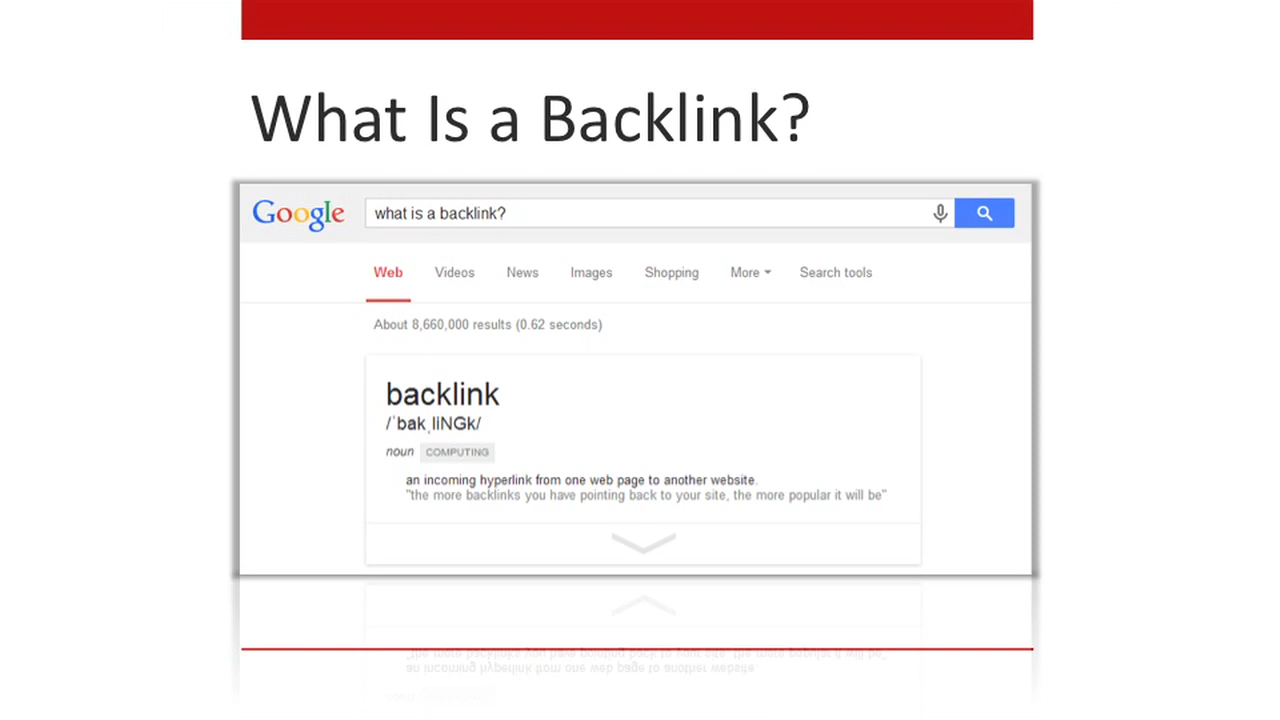 What Is a Backlink?
Google what is a backlink?
Web Videos News Images Shopping More Search tools
About 8,660,000 results (0.62 seconds)
backlink
/ˈbakˌliNGk/
noun COMPUTING
an incoming hyperlink from one web page to another website.
"the more backlinks you have pointing back to your site, the more popular it will be"